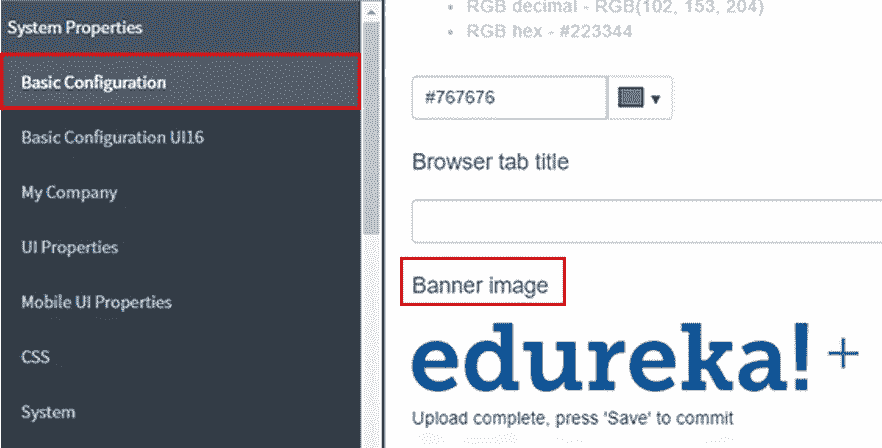 System Properties
Basic Configuration
Basic Configuration UI16
My Company
UI Properties
Mobile UI Properties
CSS
System
• RGB decimal - RGB(102, 153, 204)
• RGB hex - #223344
#767676
Browser tab title
Banner image
edureka!
Upload complete, press 'Save' to commit